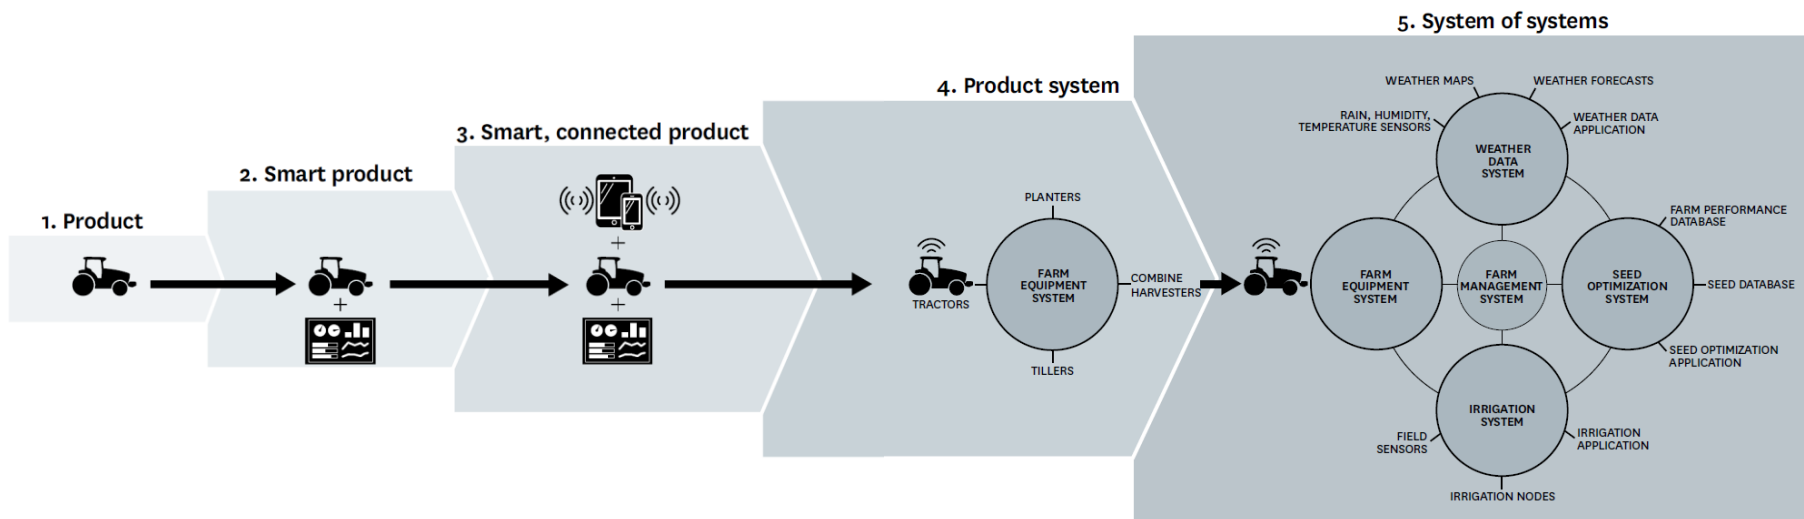 1. Product
2. Smart product
3. Smart, connected product
4. Product system
PLANTERS
TRACTORS
FARM
EQUIPMENT
SYSTEM
COMBINE
HARVESTERS
TILLERS
5. System of systems
WEATHER MAPS
WEATHER FORECASTS
RAIN, HUMIDITY,
TEMPERATURE SENSORS
WEATHER DATA
APPLICATION
WEATHER
DATA
SYSTEM
FARM PERFORMANCE
DATABASE
FARM
EQUIPMENT
SYSTEM
FARM
MANAGEMENT
SYSTEM
SEED
OPTIMIZATION
SYSTEM
SEED DATABASE
SEED OPTIMIZATION
APPLICATION
IRRIGATION
SYSTEM
FIELD
SENSORS
IRRIGATION
APPLICATION
IRRIGATION NODES